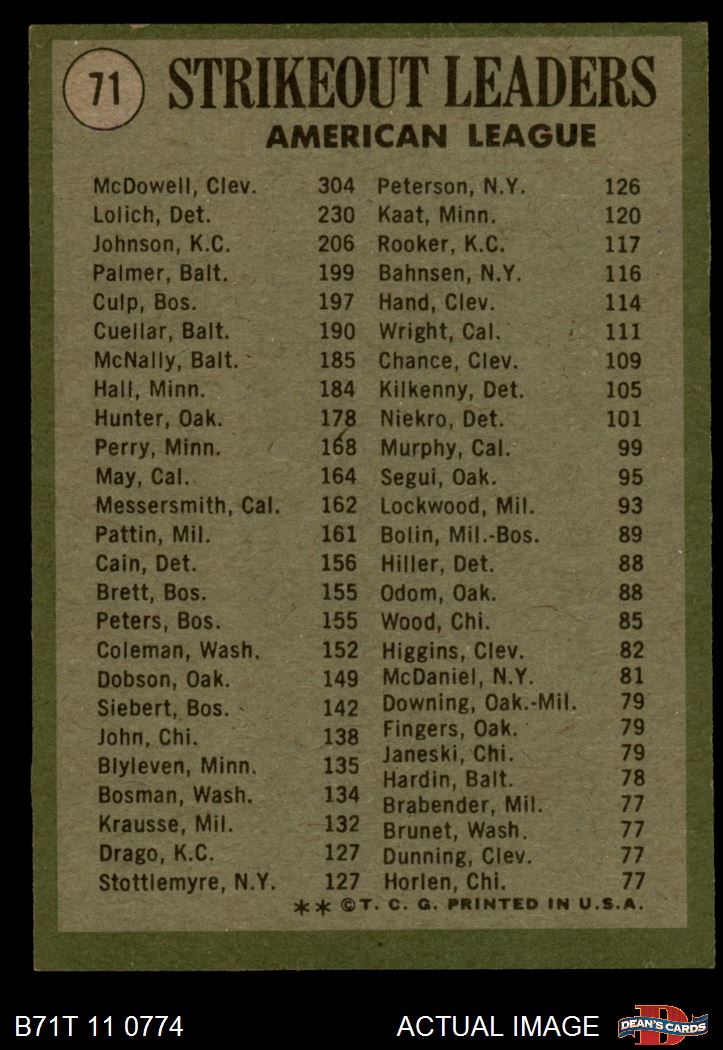 71
STRIKEOUT LEADERS
AMERICAN LEAGUE
McDowell, Clev. 304
Lolich, Det. 230
Johnson, K.C. 206
Palmer, Balt. 199
Culp, Bos. 197
Cuellar, Balt. 190
McNally, Balt. 185
Hall, Minn. 184
Hunter, Oak. 178
Perry, Minn. 168
May, Cal. 164
Messersmith, Cal. 162
Pattin, Mil. 161
Cain, Det. 156
Brett, Bos. 155
Peters, Bos. 155
Coleman, Wash. 152
Dobson, Oak. 149
Siebert, Bos. 142
John, Chi. 138
Blyleven, Minn. 135
Bosman, Wash. 134
Krausse, Mil. 132
Drago, K.C. 127
Stottlemyre, N.Y. 127
Peterson, N.Y. 126
Kaat, Minn. 120
Rooker, K.C. 117
Bahnsen, N.Y. 116
Hand, Clev. 114
Wright, Cal. 111
Chance, Clev. 109
Kilkenny, Det. 105
Niekro, Det. 101
Murphy, Cal. 99
Segui, Oak. 95
Lockwood, Mil. 93
Bolin, Mil.-Bos. 89
Hiller, Det. 88
Odom, Oak. 88
Wood, Chi. 85
Higgins, Clev. 82
McDaniel, N.Y. 81
Downing, Oak.-Mil. 79
Fingers, Oak. 79
Janeski, Chi. 79
Hardin, Balt. 78
Brabender, Mil. 77
Brunet, Wash. 77
Dunning, Clev. 77
Horlen, Chi. 77
** ©T. C. G. PRINTED IN U.S.A.
B71T 11 0774
ACTUAL IMAGE
D
DEAN'S CARDS